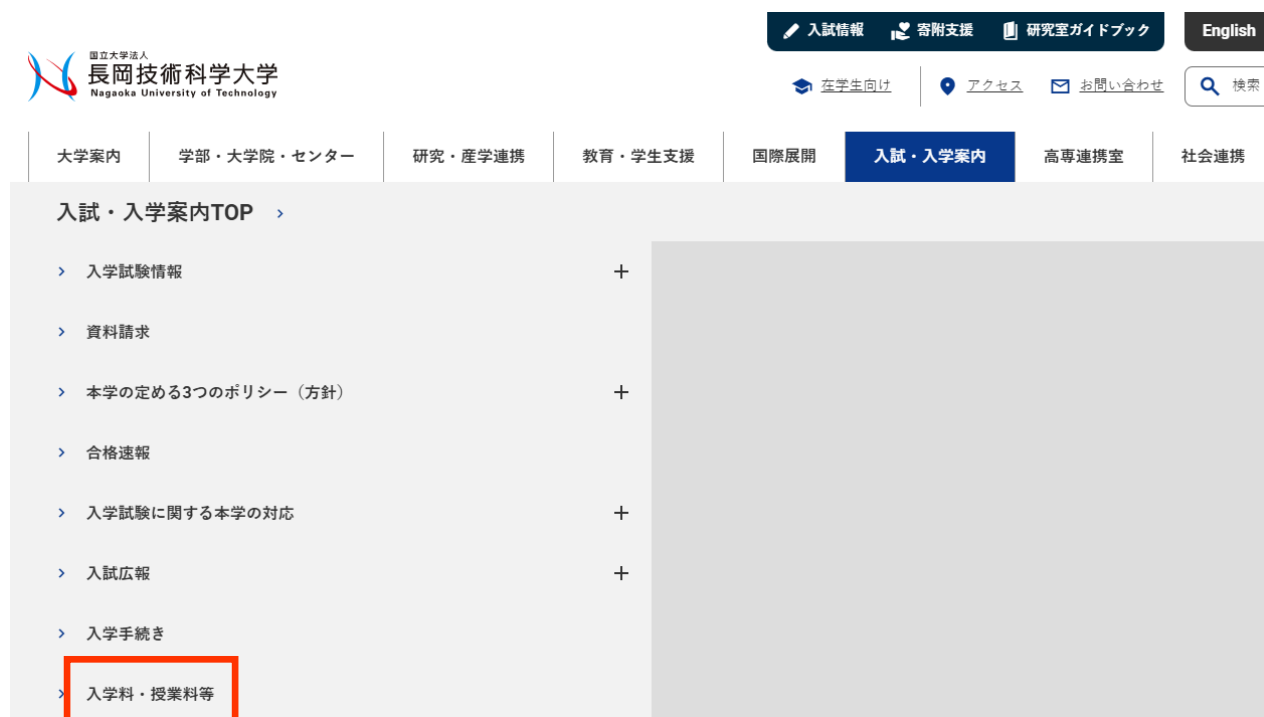 入試情報 寄附支援 研究室ガイドブック English
国立大学法人
長岡技術科学大学
Nagaoka University of Technology
在学生向け アクセス お問い合わせ 検索
大学案内 学部・大学院・センター 研究・産学連携 教育・学生支援 国際展開 入試・入学案内 高専連携室 社会連携
入試・入学案内TOP
入学試験情報
資料請求
本学の定める3つのポリシー（方針）
合格速報
入学試験に関する本学の対応
入試広報
入学手続き
入学料・授業料等